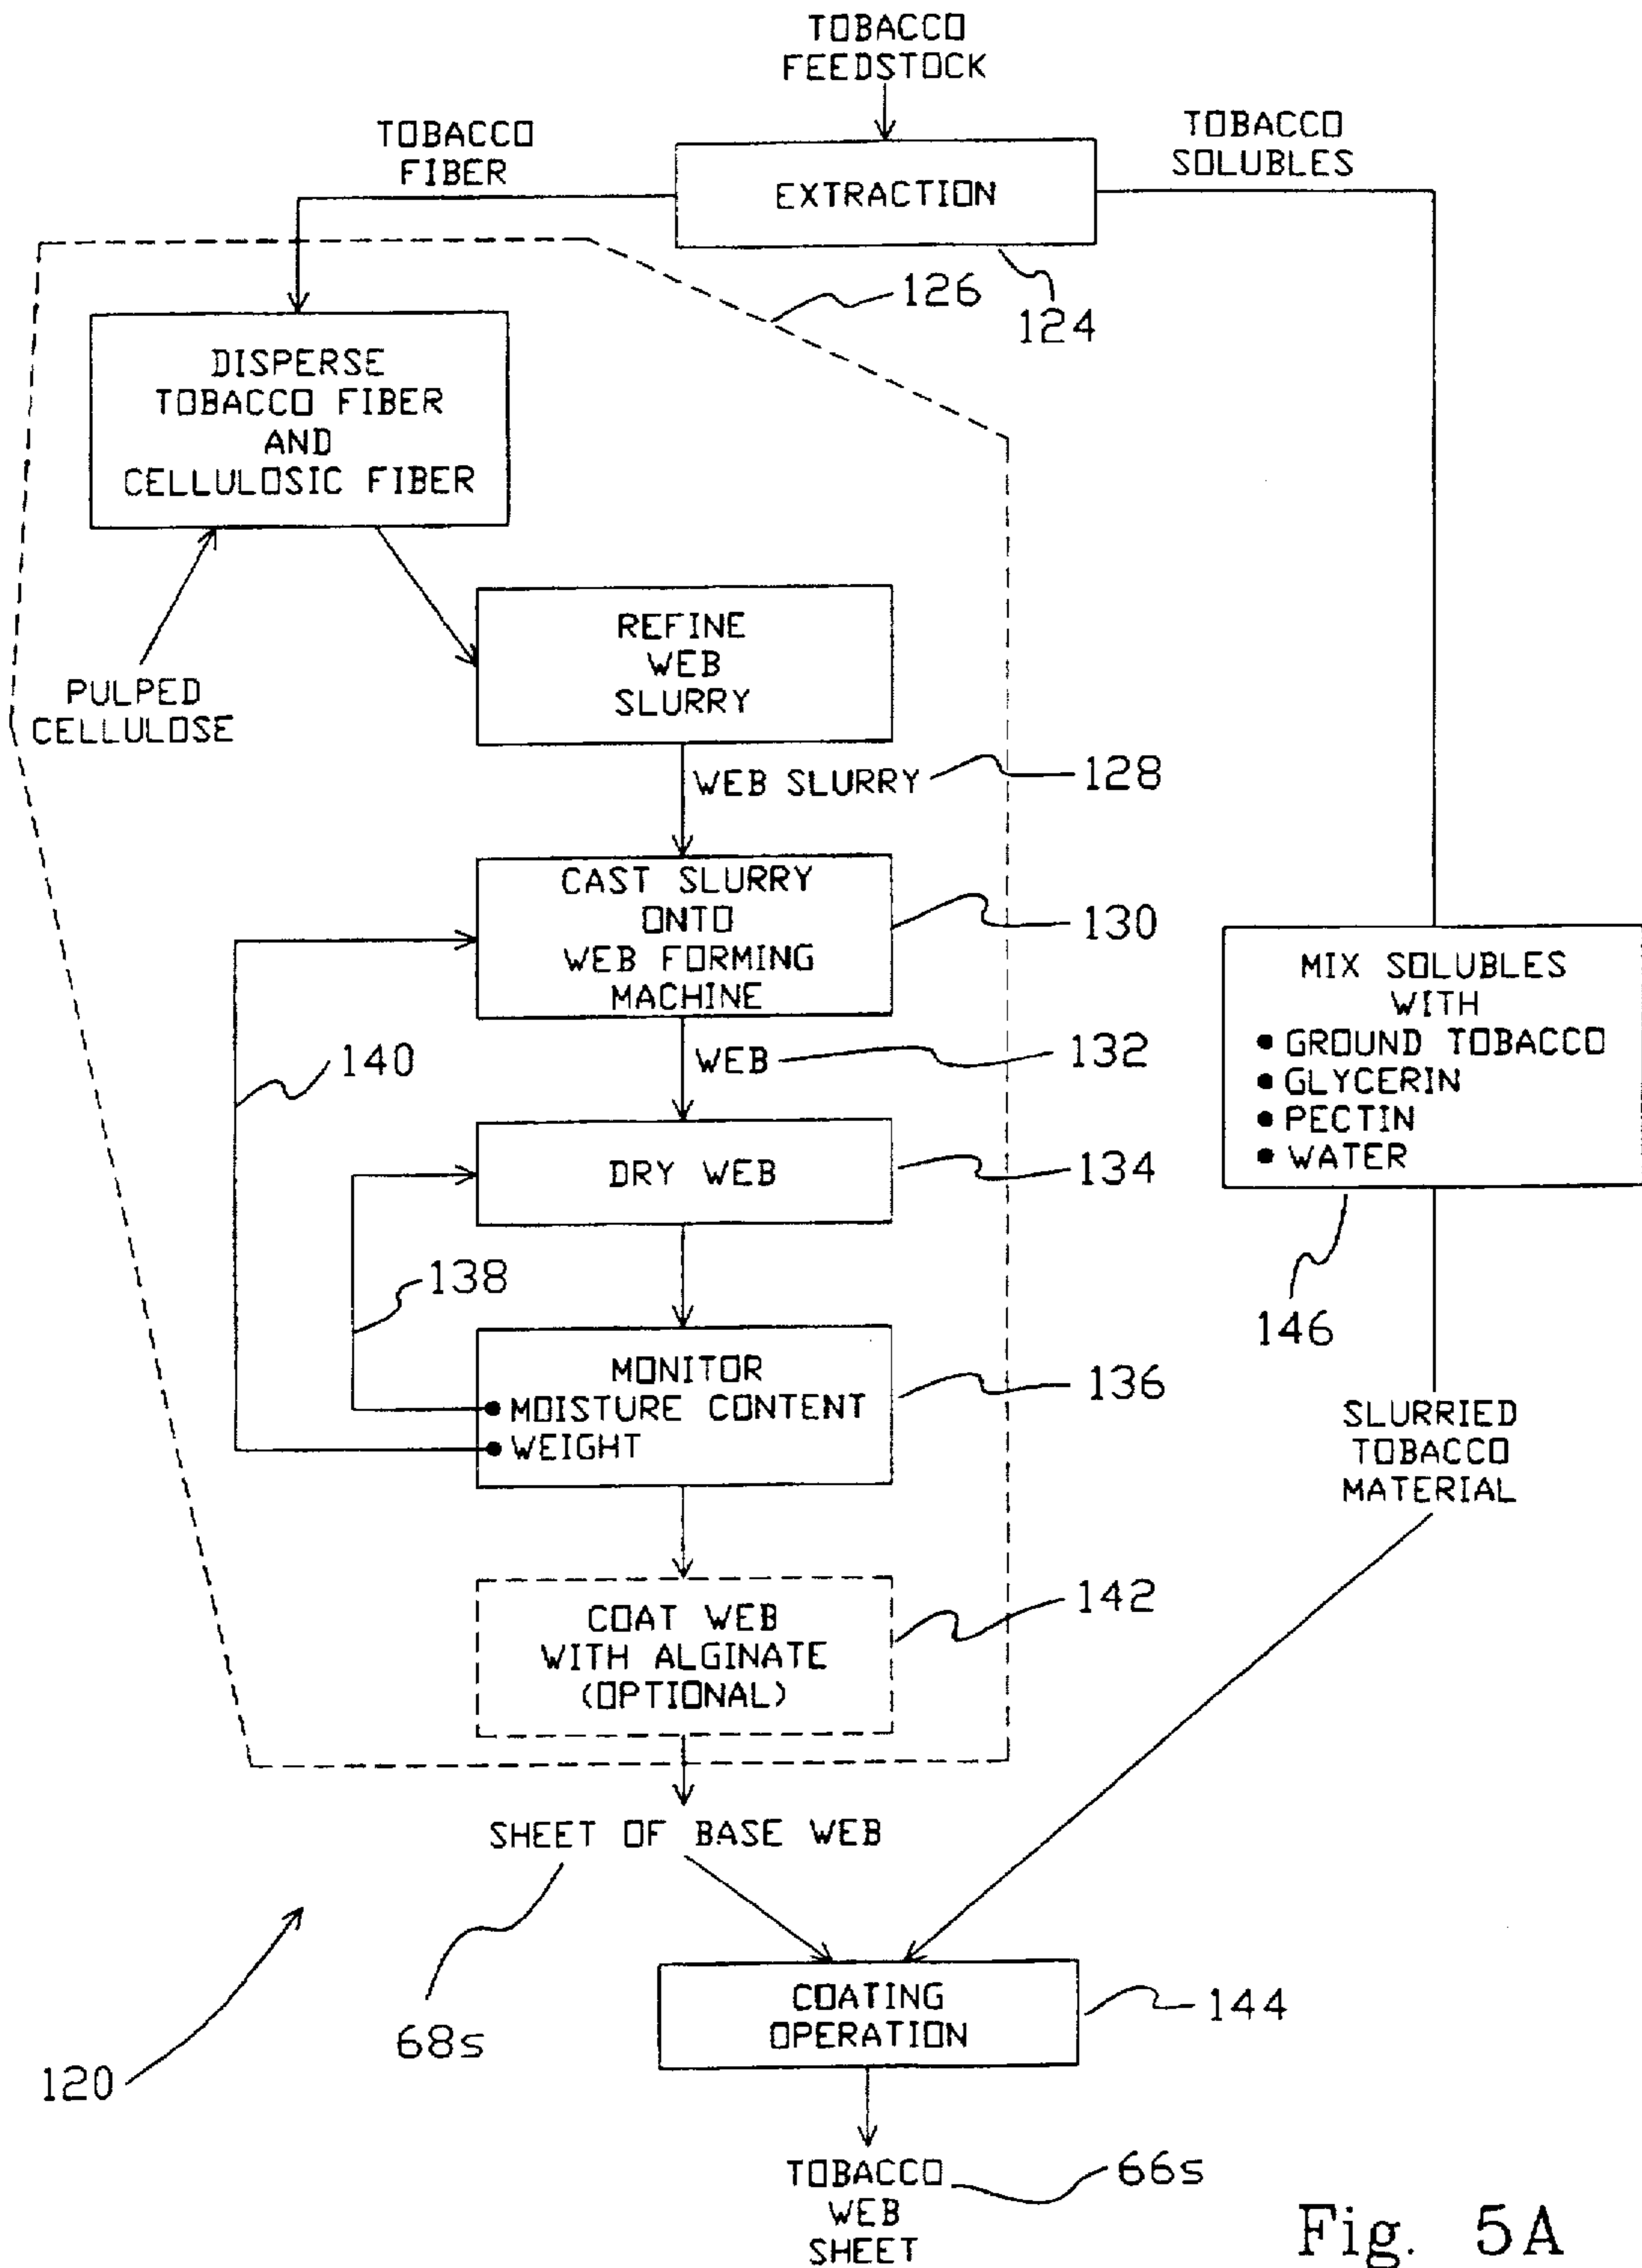 TOBACCO
FEEDSTOCK
TOBACCO
FIBER
EXTRACTION
TOBACCO
SOLUBLES
124
126
DISPERSE
TOBACCO FIBER
AND
CELLULOSIC FIBER
PULPED
CELLULOSE
REFINE
WEB
SLURRY
WEB SLURRY
128
CAST SLURRY
ONTO
WEB FORMING
MACHINE
130
WEB
132
140
DRY WEB
134
138
MONITOR
• MOISTURE CONTENT
• WEIGHT
136
MIX SOLUBLES
WITH
• GROUND TOBACCO
• GLYCERIN
• PECTIN
• WATER
146
SLURRIED
TOBACCO
MATERIAL
COAT WEB
WITH ALGINATE
(OPTIONAL)
142
SHEET OF BASE WEB
68s
120
COATING
OPERATION
144
TOBACCO
WEB
SHEET
66s
Fig. 5A